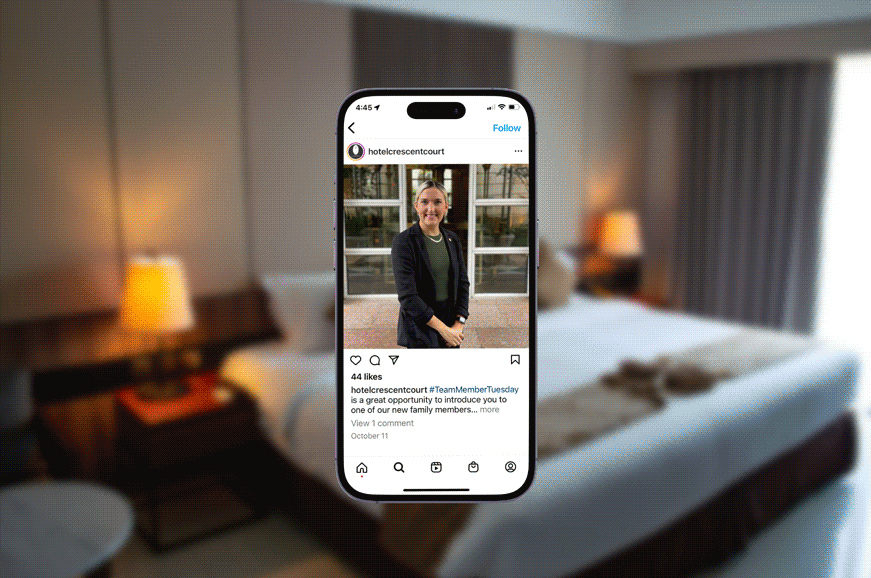 4:45
Follow
hotelcrescentcourt
44 likes
hotelcrescentcourt #TeamMemberTuesday
is a great opportunity to introduce you to
one of our new family members... more
View 1 comment
October 11